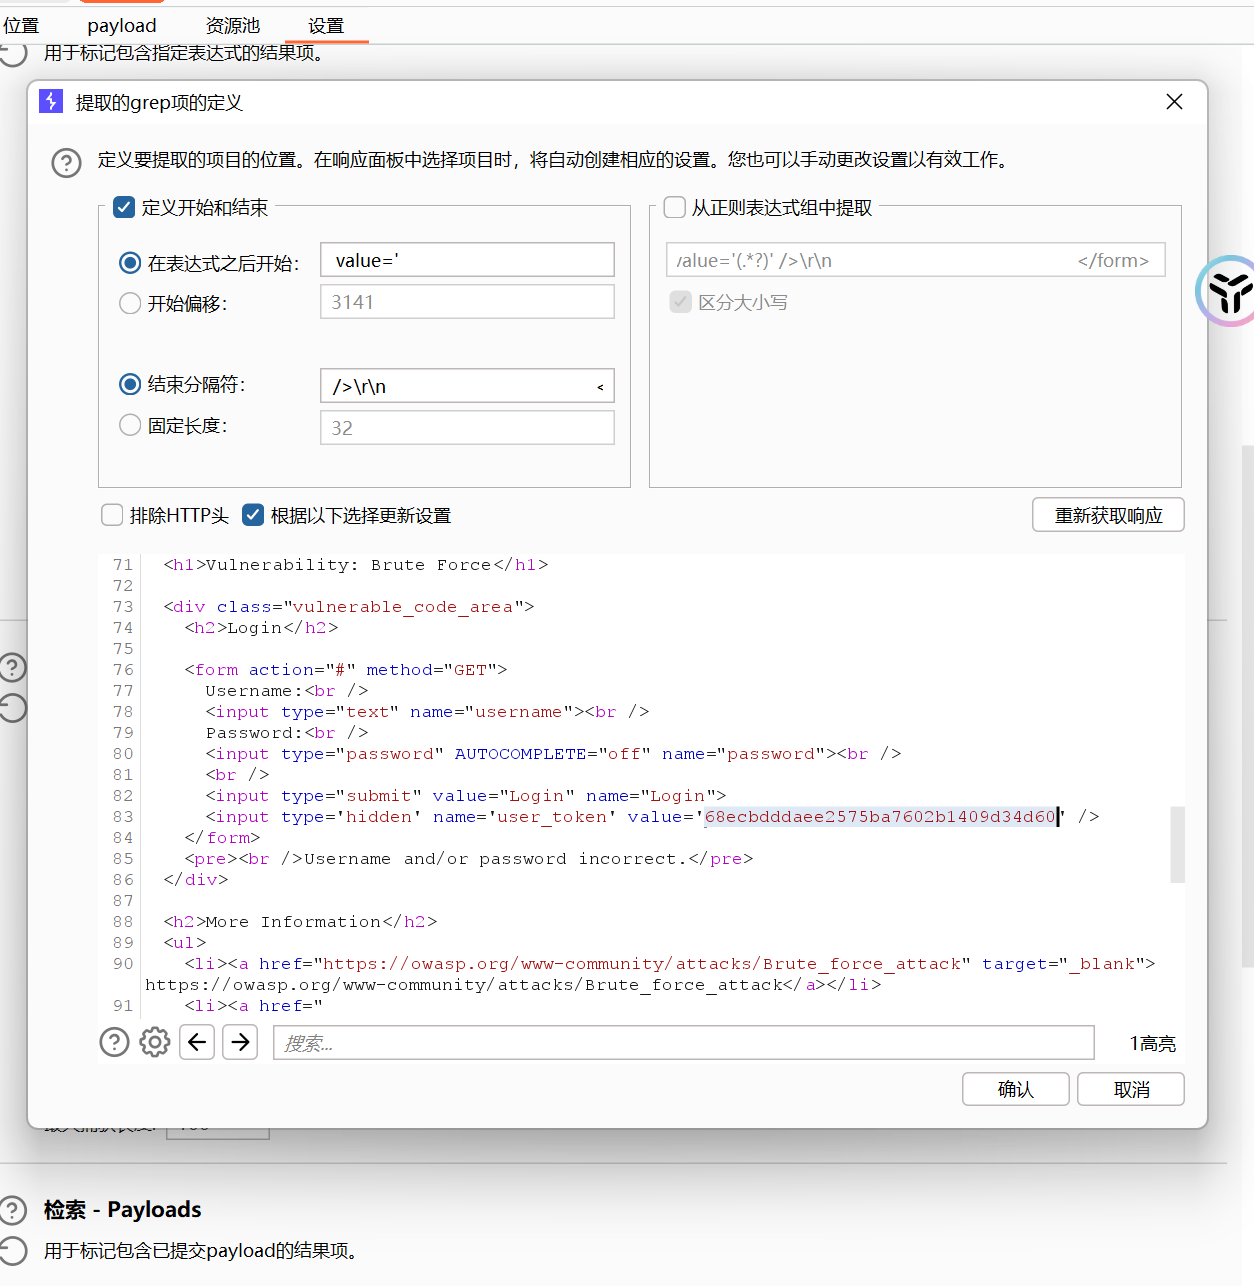 位置 payload 资源池 设置
用于标记包含指定表达式的结果项。
提取的grep项的定义
定义要提取的项目的位置。在响应面板中选择项目时，将自动创建相应的设置。您也可以手动更改设置以有效工作。
定义开始和结束
在表达式之后开始： value='
开始偏移： 3141
结束分隔符： />\r\n <
固定长度： 32
从正则表达式组中提取
value='(.*?)' />\r\n </form>
区分大小写
排除HTTP头 根据以下选择更新设置 重新获取响应
71 <h1>Vulnerability: Brute Force</h1>
72
73 <div class="vulnerable_code_area">
74 <h2>Login</h2>
75
76 <form action="#" method="GET">
77 Username:<br />
78 <input type="text" name="username"><br />
79 Password:<br />
80 <input type="password" AUTOCOMPLETE="off" name="password"><br />
81 <br />
82 <input type="submit" value="Login" name="Login">
83 <input type='hidden' name='user_token' value='68ecbdddaee2575ba7602b1409d34d60' />
84 </form>
85 <pre><br />Username and/or password incorrect.</pre>
86 </div>
87
88 <h2>More Information</h2>
89 <ul>
90 <li><a href="https://owasp.org/www-community/attacks/Brute_force_attack" target="_blank">
https://owasp.org/www-community/attacks/Brute_force_attack</a></li>
91 <li><a href="
搜索... 1高亮
确认 取消
检索 - Payloads
用于标记包含已提交payload的结果项。